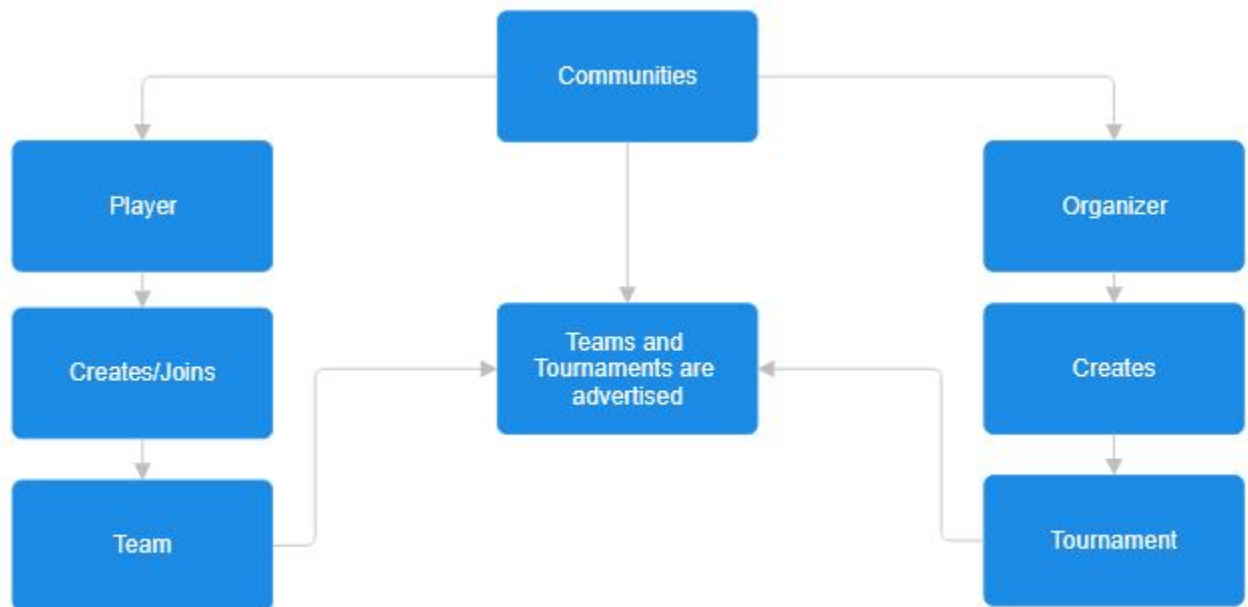 Communities
Player
Organizer
Creates/Joins
Teams and
Tournaments are
advertised
Creates
Team
Tournament